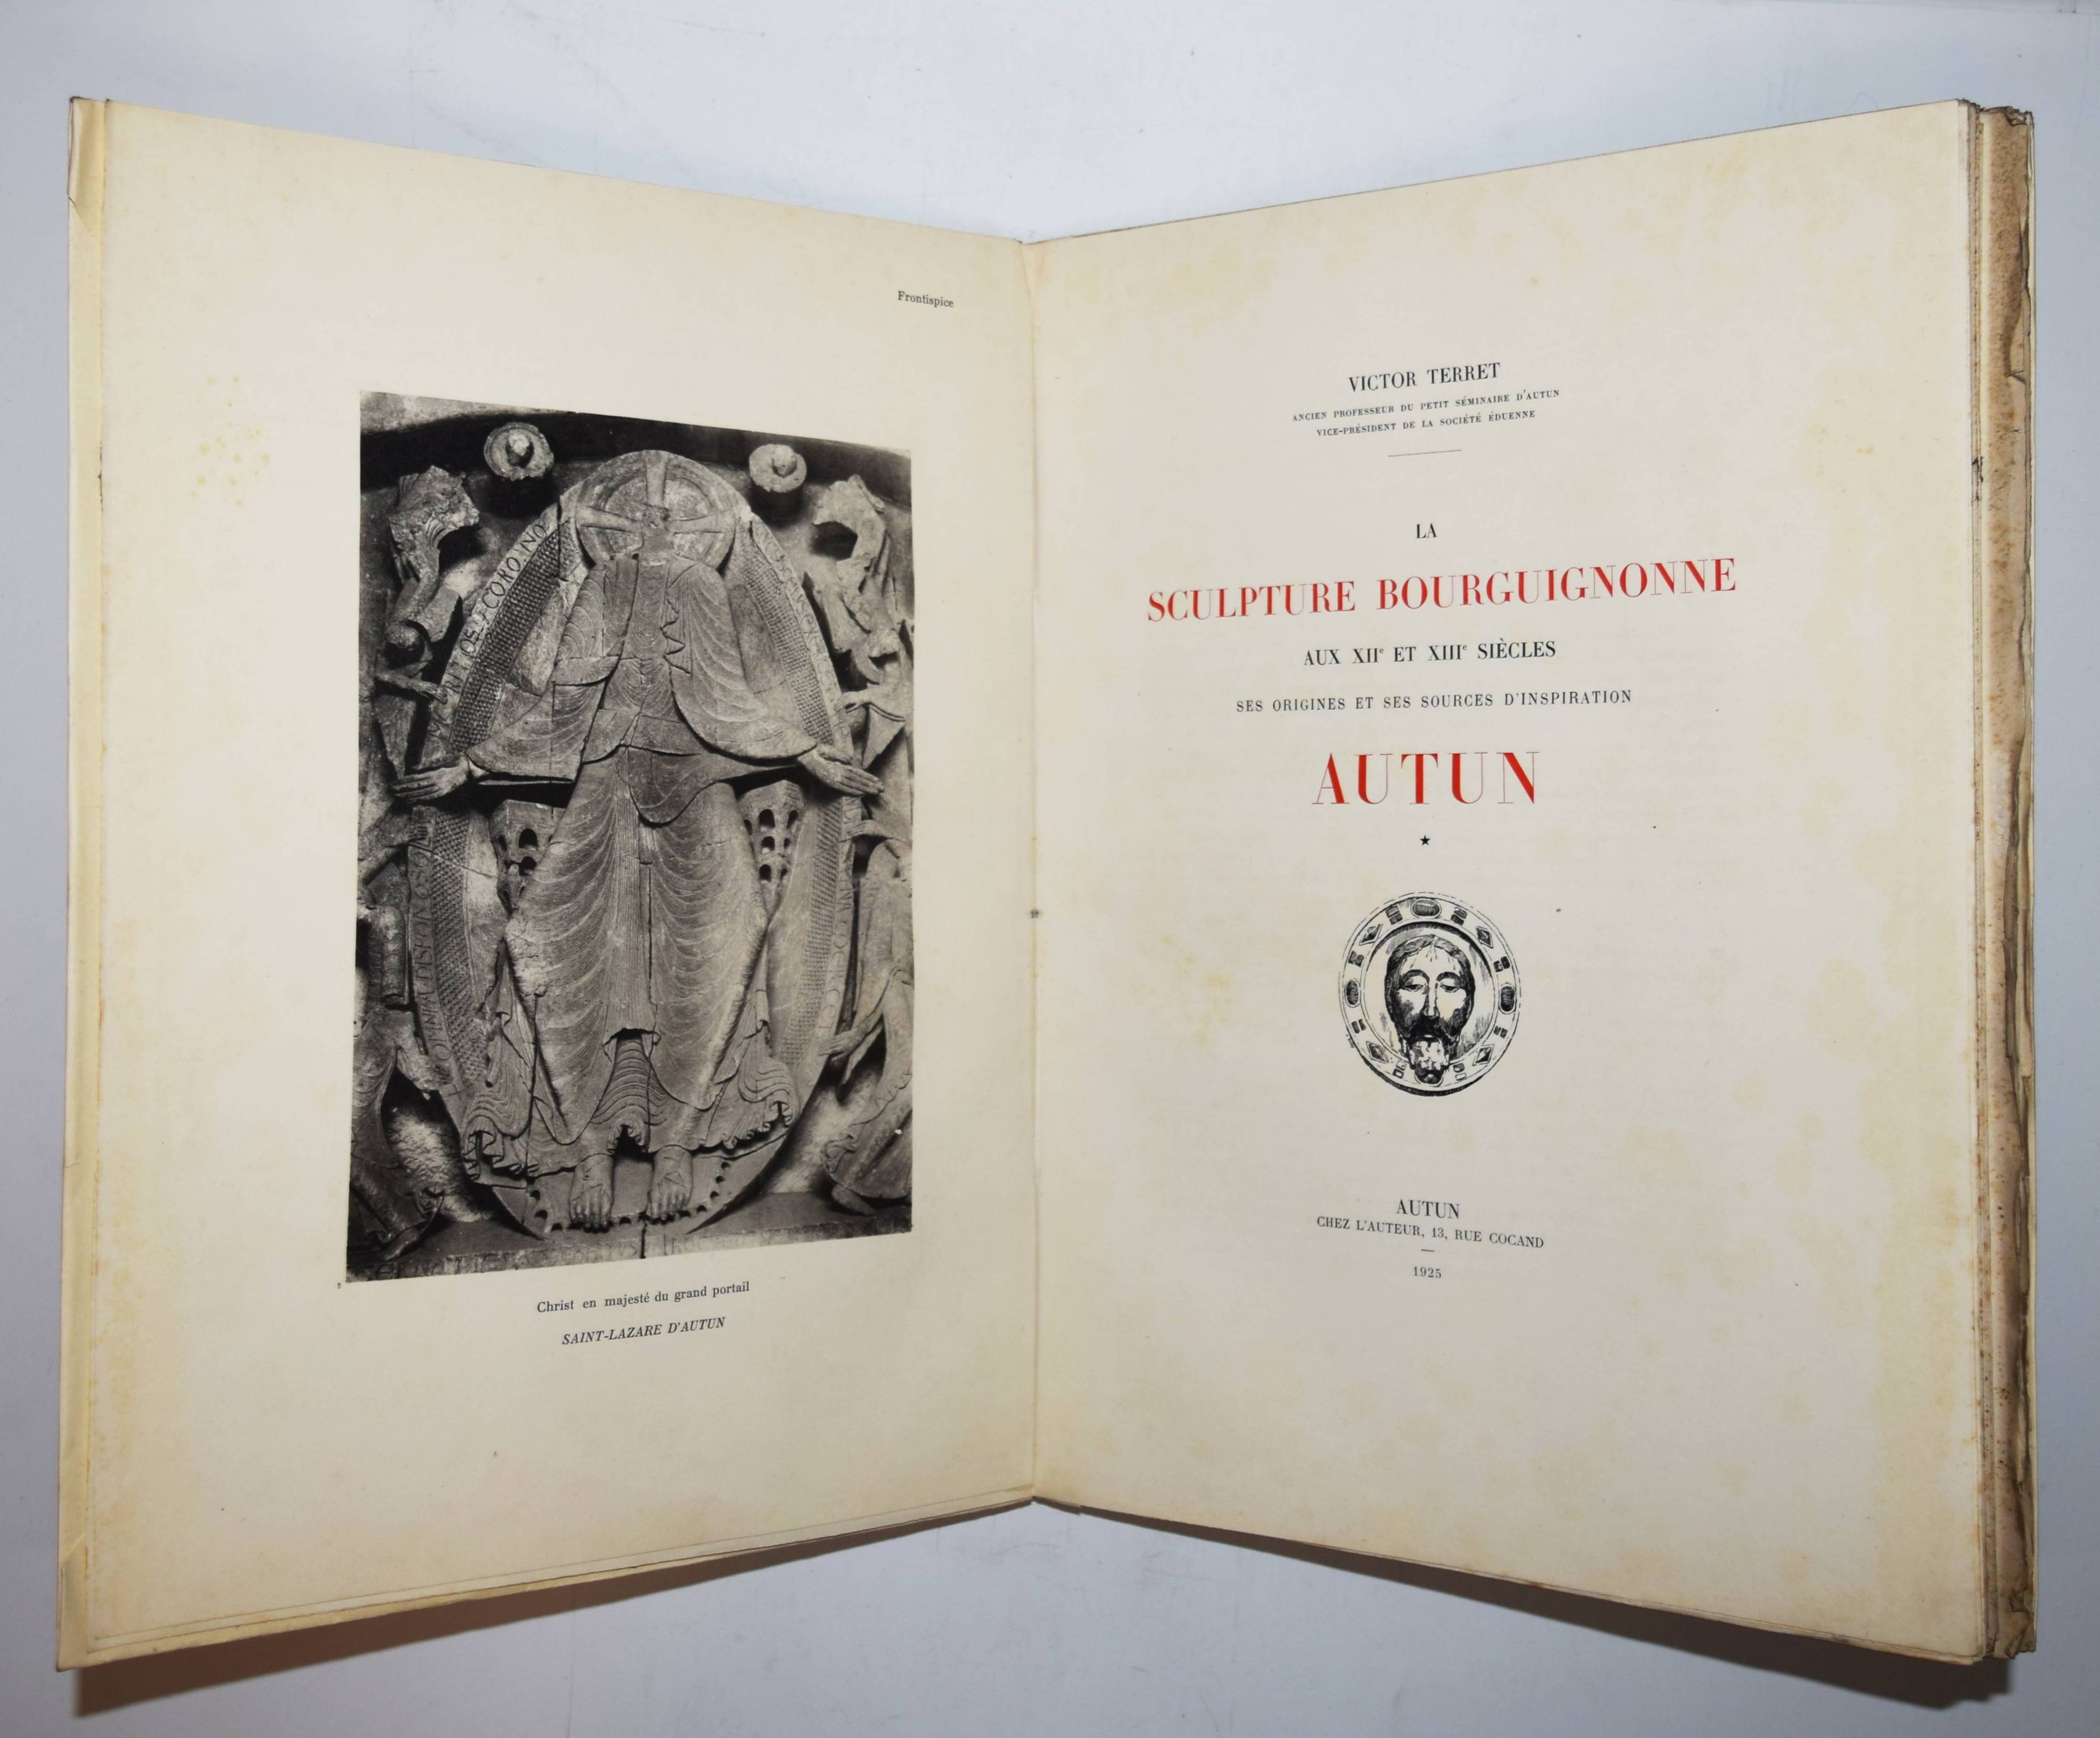 Frontispice
Christ en majesté du grand portail
SAINT-LAZARE D'AUTUN
VICTOR TERRET
ANCIEN PROFESSEUR DU PETIT SÉMINAIRE D'AUTUN
VICE-PRÉSIDENT DE LA SOCIÉTÉ ÉDUENNE
LA
SCULPTURE BOURGUIGNONNE
AUX XIIe ET XIIIe SIÈCLES
SES ORIGINES ET SES SOURCES D'INSPIRATION
AUTUN
★
AUTUN
CHEZ L'AUTEUR, 13, RUE COCAND
1925